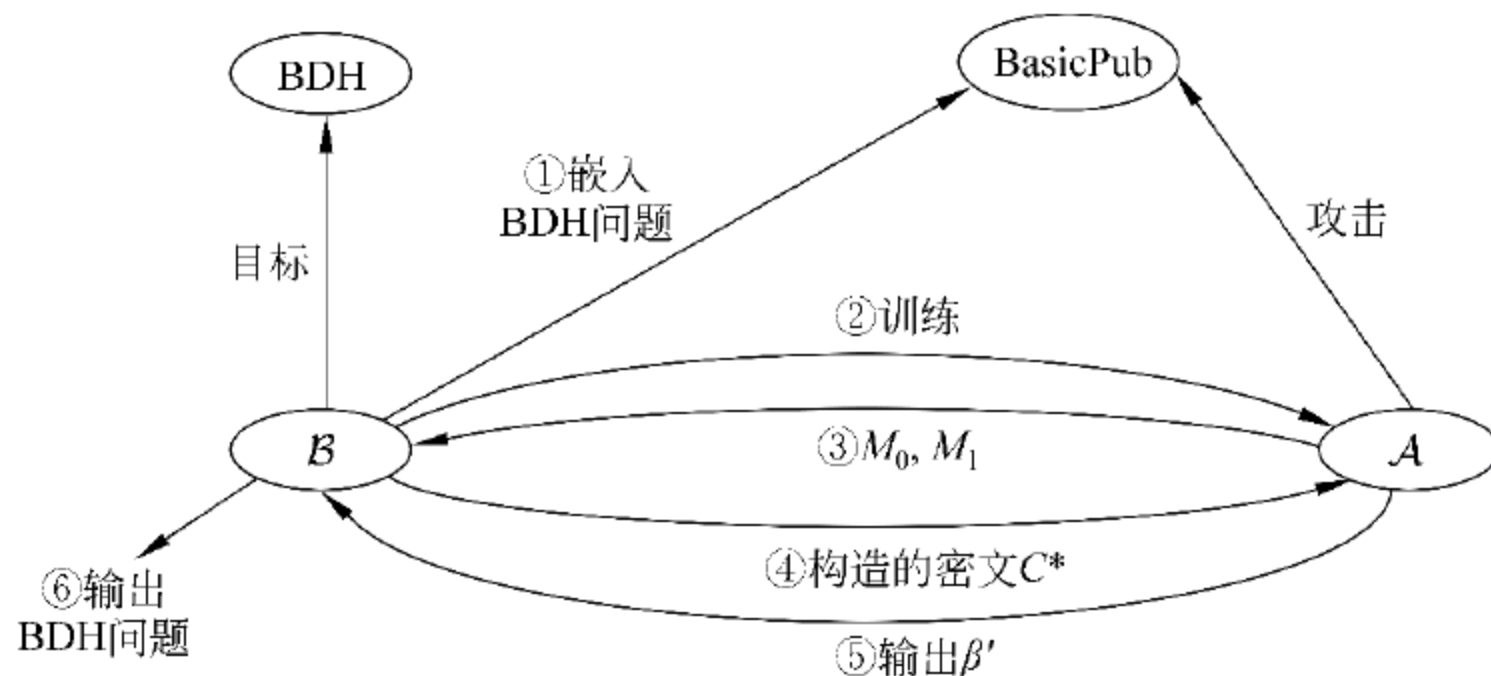 BDH
BasicPub
①嵌入
BDH问题
目标
攻击
②训练
ℬ
③M₀, M₁
𝒜
④构造的密文C*
⑥输出
BDH问题
⑤输出β′